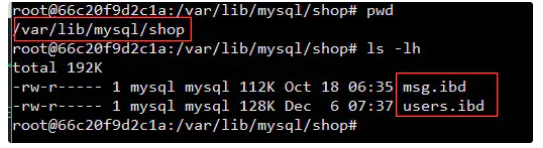 root@66c20f9d2c1a:/var/lib/mysql/shop# pwd
/var/lib/mysql/shop
root@66c20f9d2c1a:/var/lib/mysql/shop# ls -lh
total 192K
-rw-r----- 1 mysql mysql 112K Oct 18 06:35 msg.ibd
-rw-r----- 1 mysql mysql 128K Dec  6 07:37 users.ibd
root@66c20f9d2c1a:/var/lib/mysql/shop#